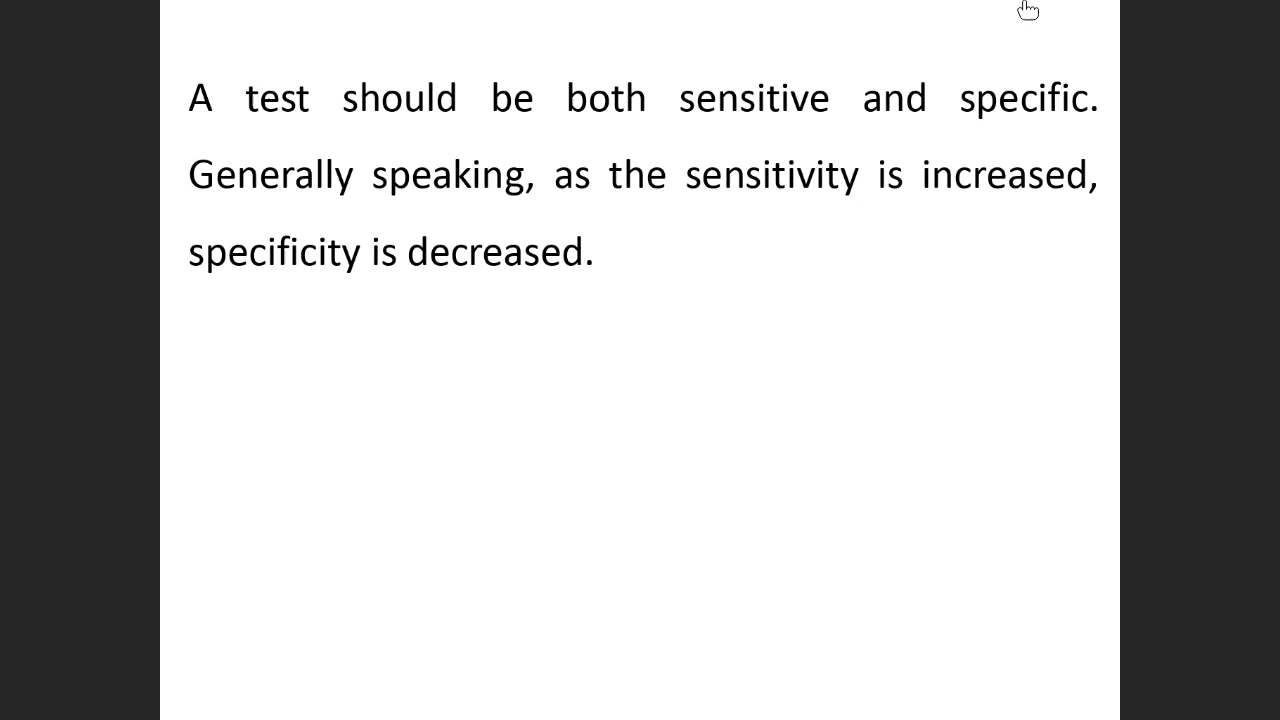 A test should be both sensitive and specific.
Generally speaking, as the sensitivity is increased,
specificity is decreased.